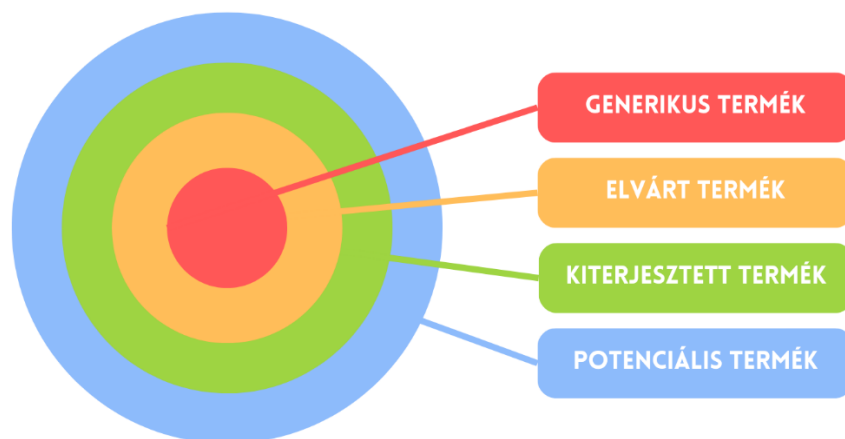 GENERIKUS TERMÉK
ELVÁRT TERMÉK
KITERJESZTETT TERMÉK
POTENCIÁLIS TERMÉK